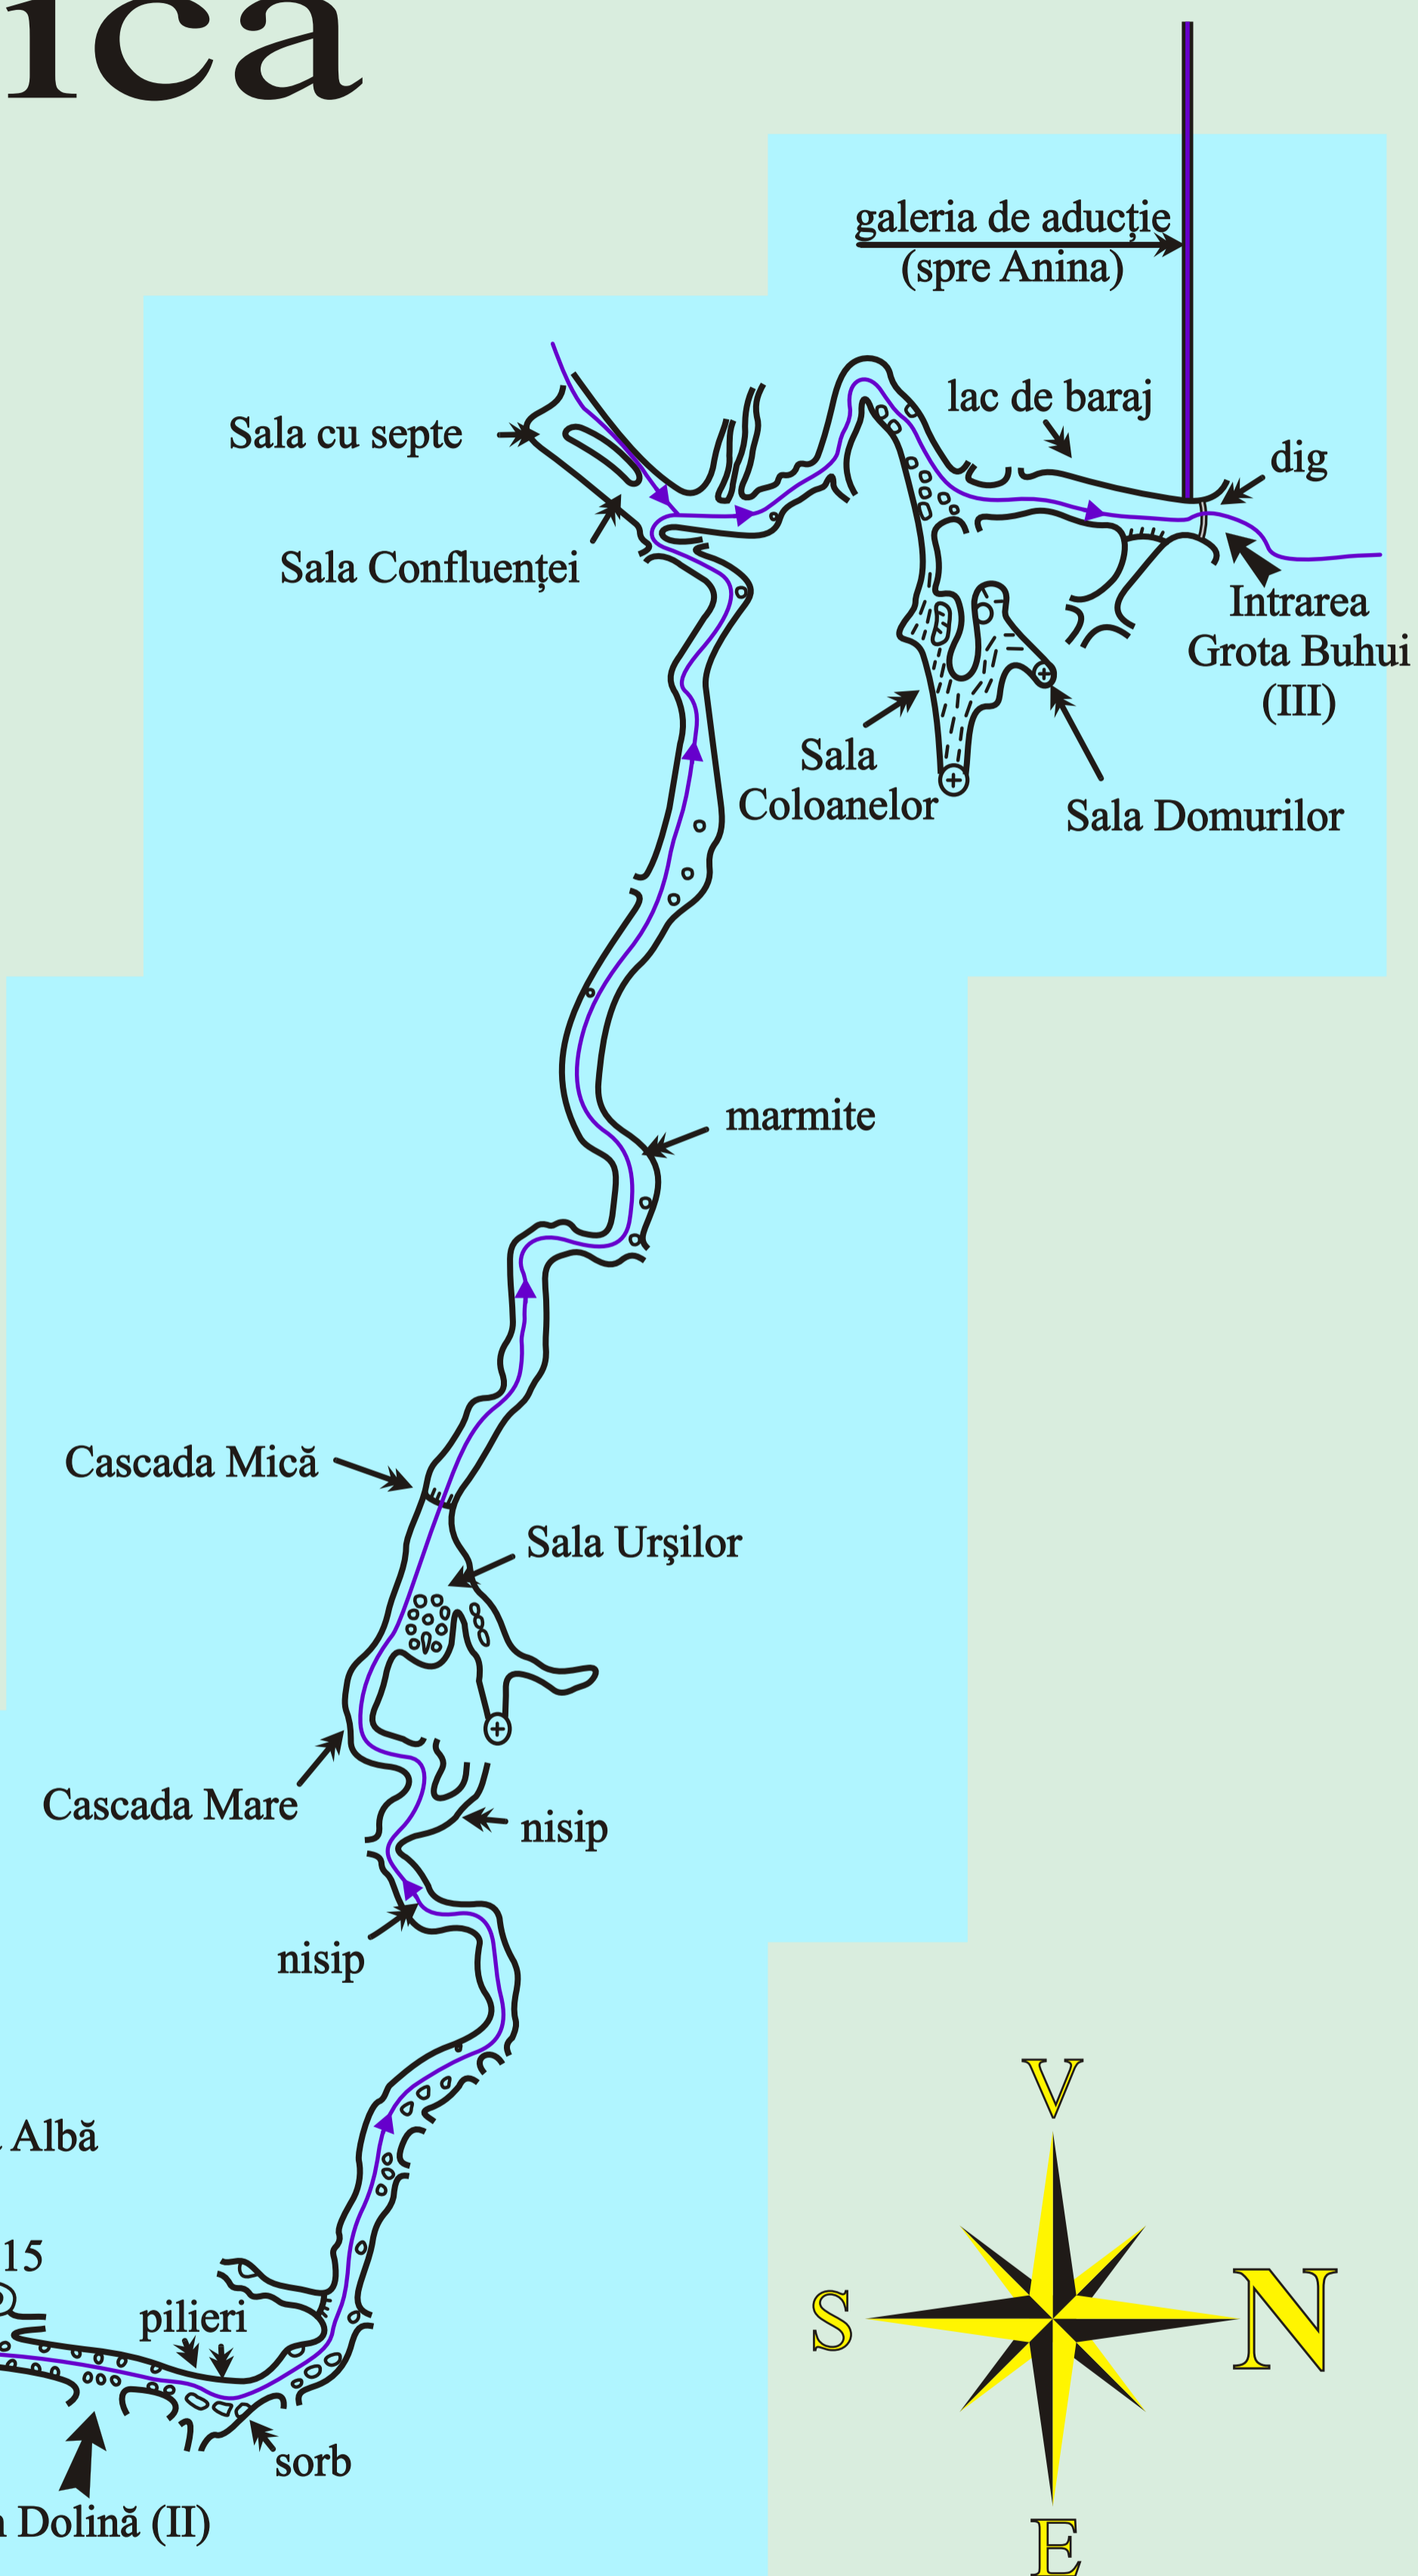 ica
galeria de aducție
(spre Anina)
Sala cu septe
lac de baraj
dig
Sala Confluenței
Intrarea
Grota Buhui
(III)
Sala
Coloanelor
Sala Domurilor
marmite
Cascada Mică
Sala Urşilor
Cascada Mare
nisip
nisip
Albă
15
pilieri
sorb
Dolină (II)
V
S
N
E